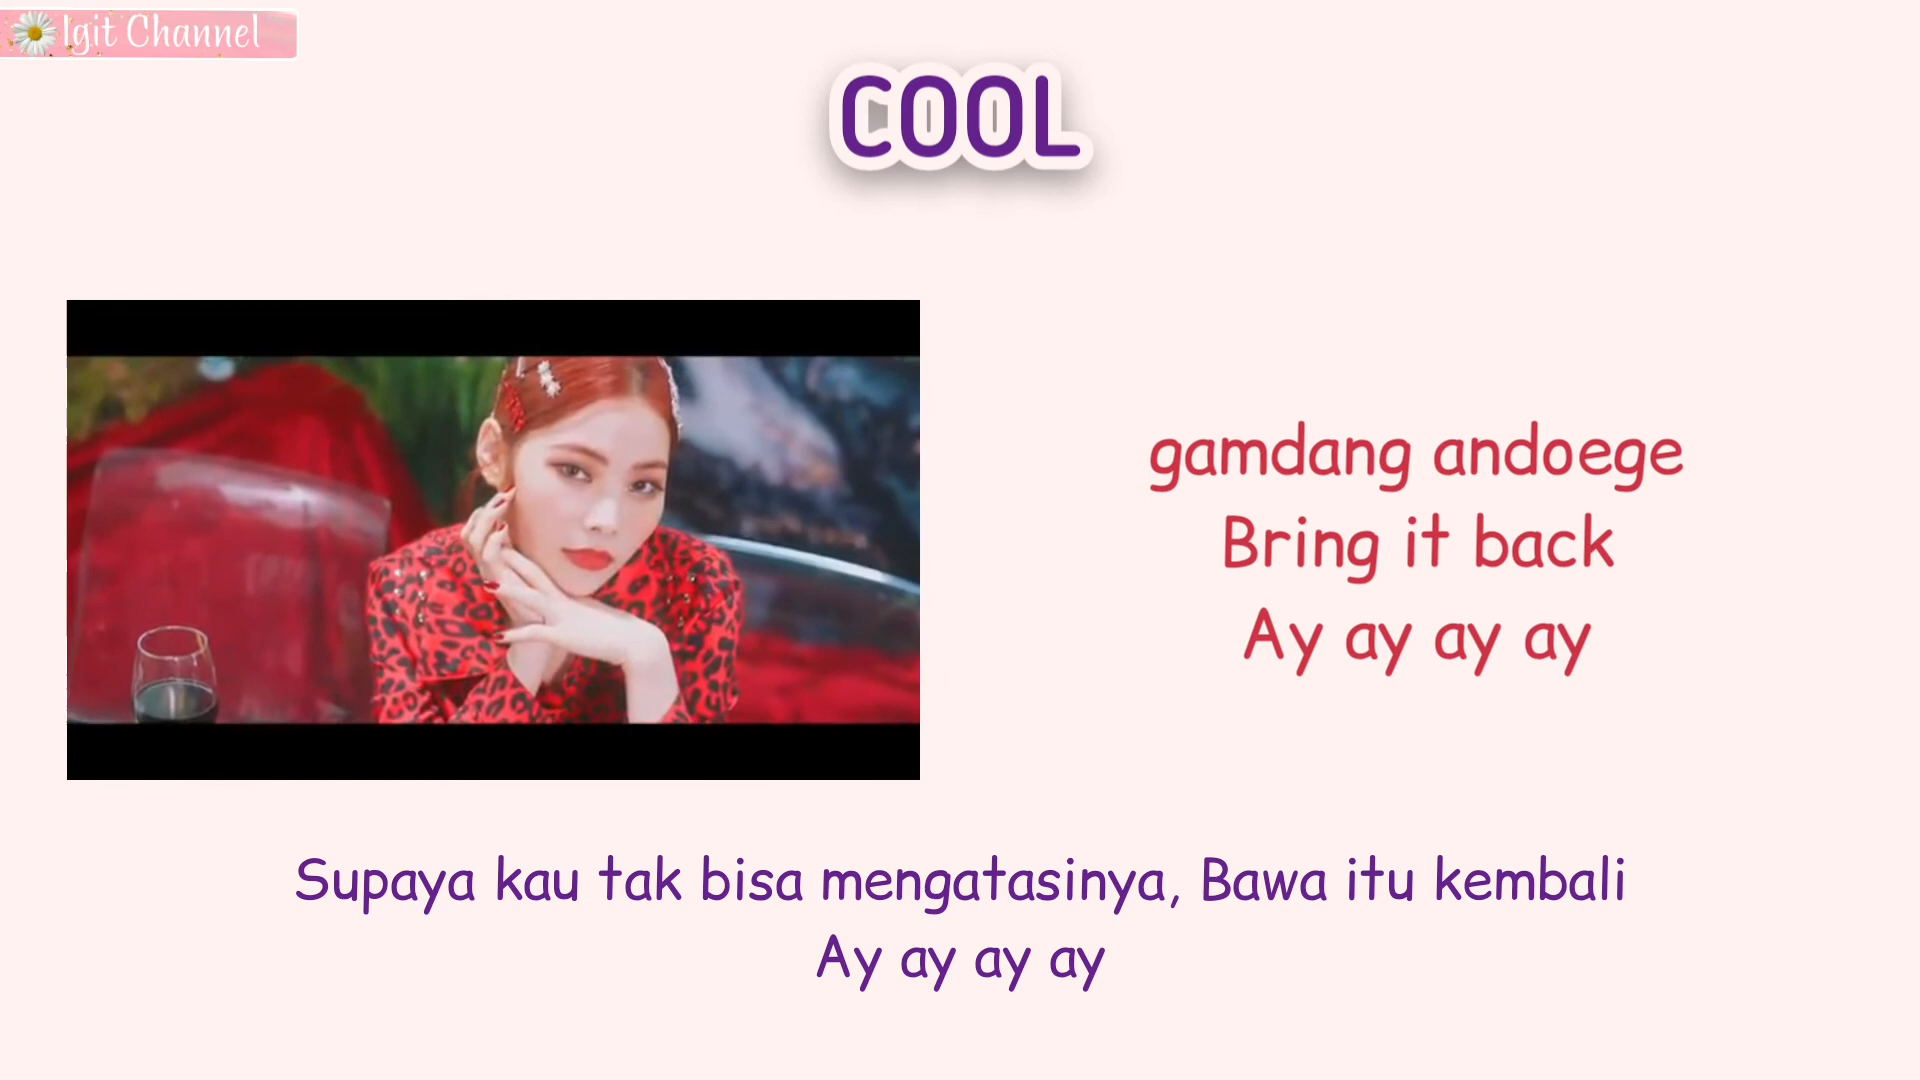 Igit Channel
COOL
gamdang andoege
Bring it back
Ay ay ay ay
Supaya kau tak bisa mengatasinya, Bawa itu kembali
Ay ay ay ay